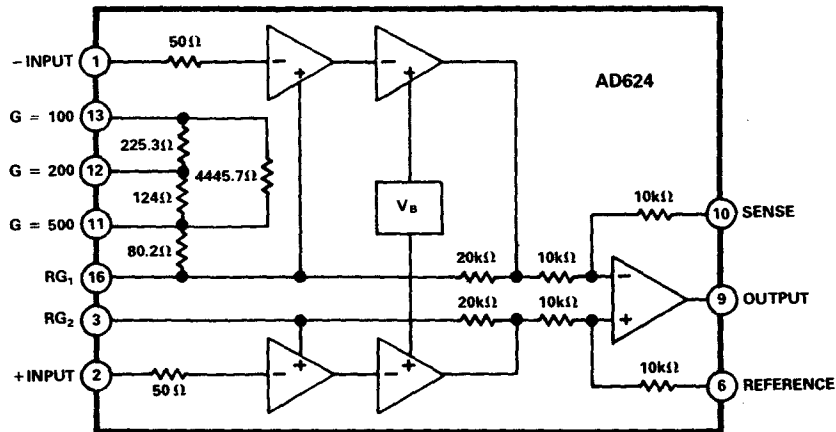 50Ω
− INPUT 1
− + − +
AD624
G = 100 13
225.3Ω
G = 200 12
4445.7Ω
124Ω
VB
G = 500 11
10kΩ
10 SENSE
80.2Ω
20kΩ 10kΩ
RG1 16
−
20kΩ 10kΩ
9 OUTPUT
RG2 3
+
+ − + −
10kΩ
+ INPUT 2
50Ω
6 REFERENCE